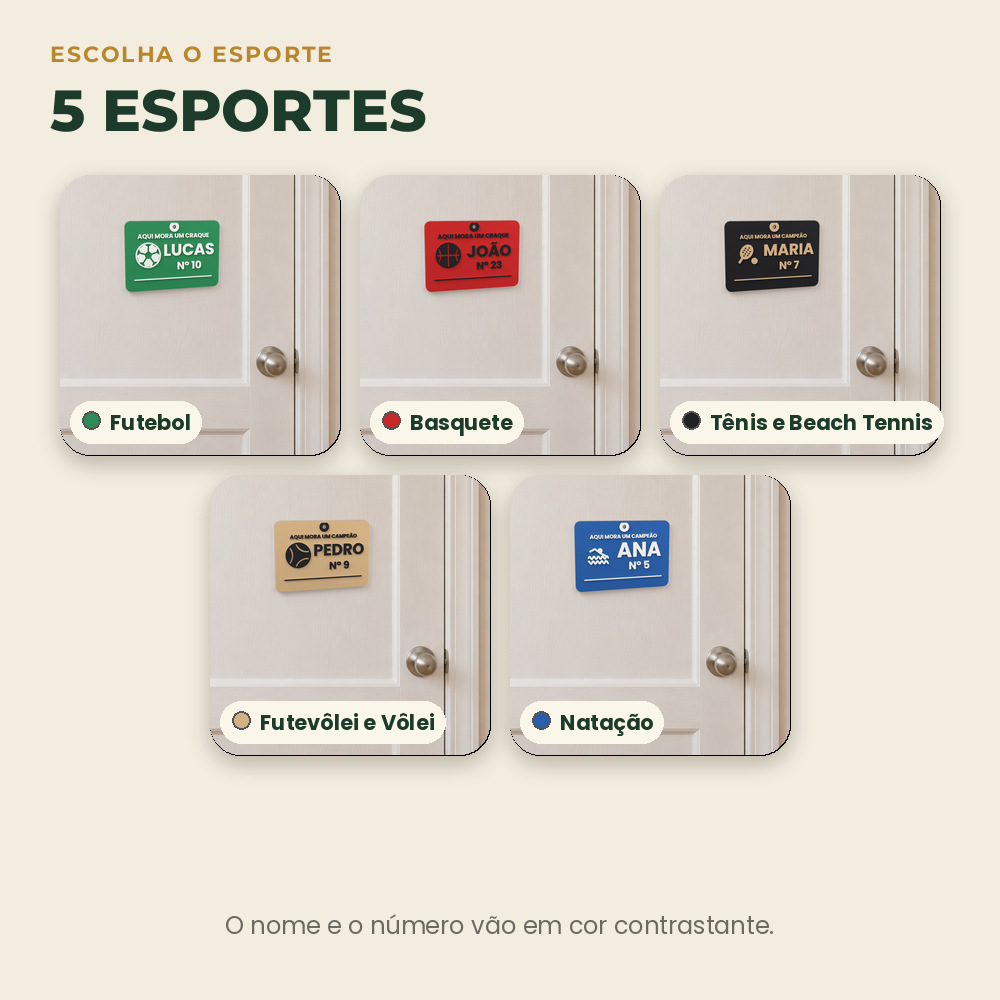 ESCOLHA O ESPORTE
5 ESPORTES
AQUI MORA UM CRAQUE
LUCAS
Nº 10
Futebol
AQUI MORA UM CRAQUE
JOÃO
Nº 23
Basquete
AQUI MORA UM CAMPEÃO
MARIA
Nº 7
Tênis e Beach Tennis
AQUI MORA UM CAMPEÃO
PEDRO
Nº 9
Futevôlei e Vôlei
AQUI MORA UM CAMPEÃO
ANA
Nº 5
Natação
O nome e o número vão em cor contrastante.